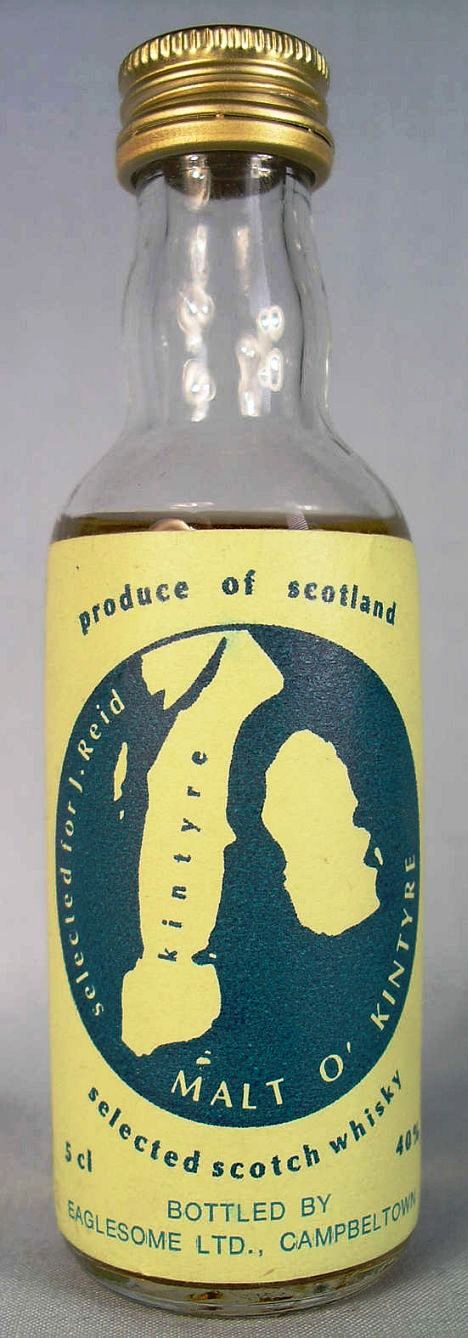 produce of scotland
selected for J. Reid
kintyre
MALT O' KINTYRE
selected scotch whisky
5 cl
40%
BOTTLED BY
EAGLESOME LTD., CAMPBELTOWN